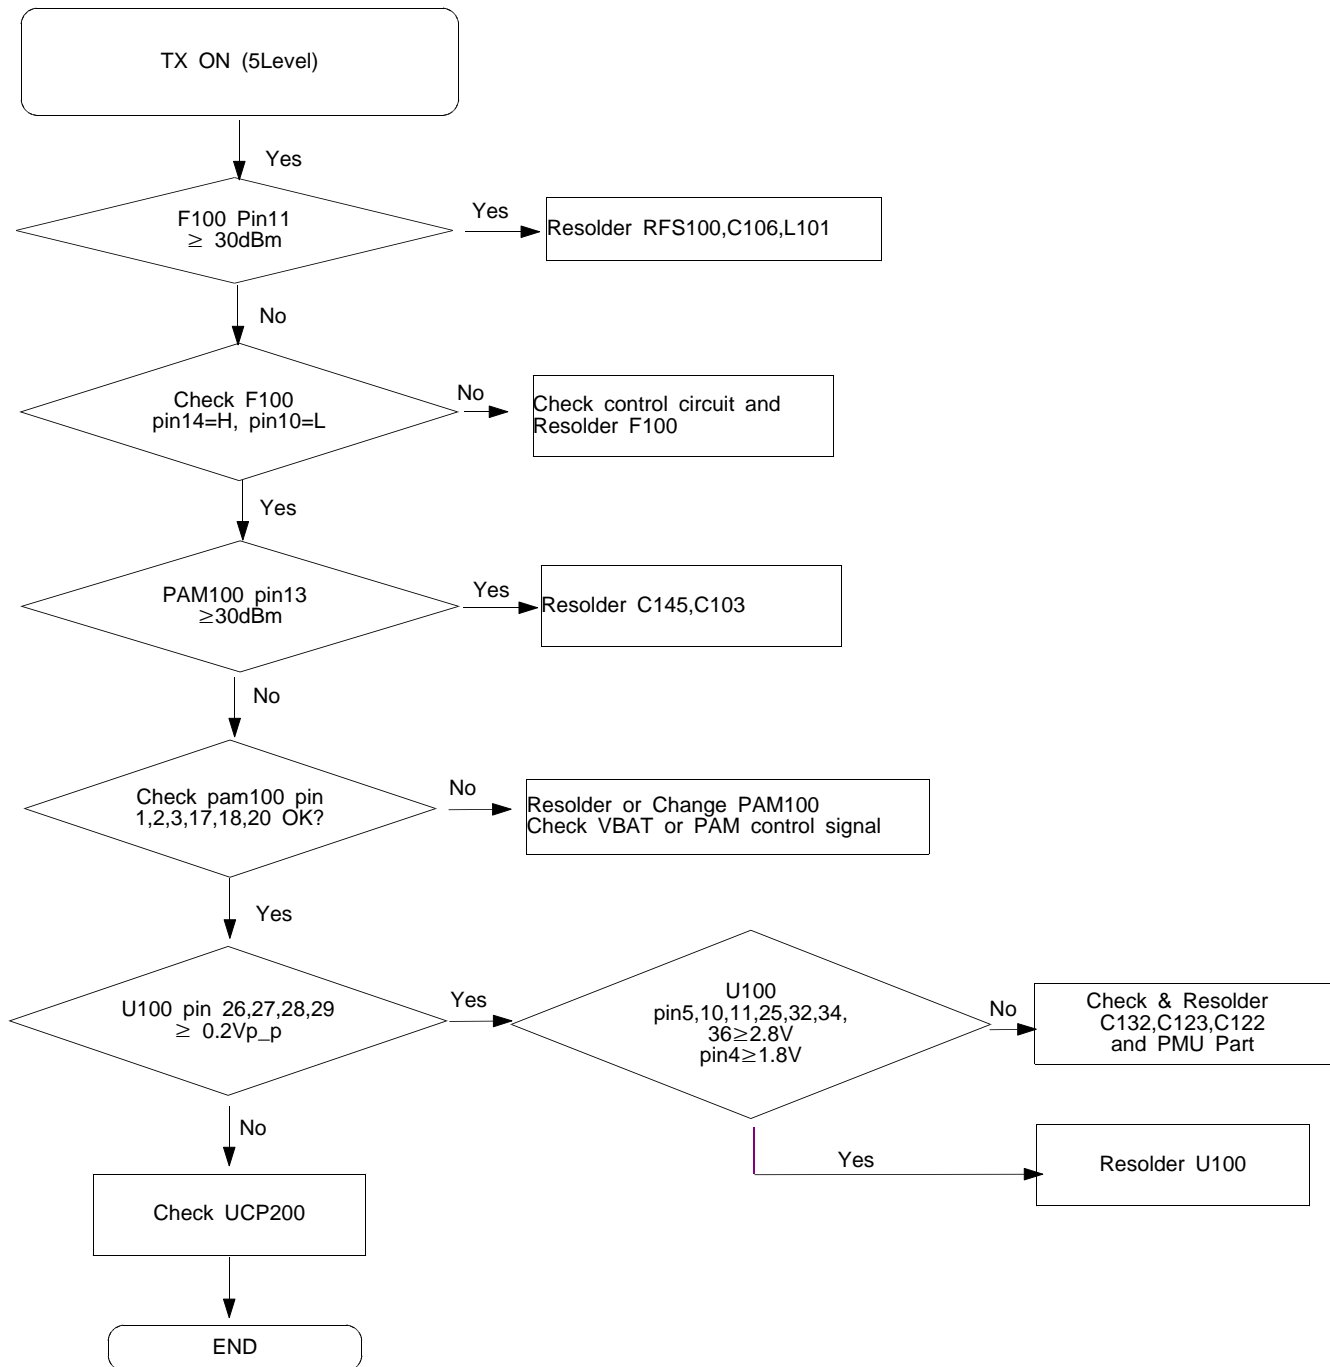 TX ON (5Level)
Yes
F100 Pin11
≥ 30dBm
Yes
Resolder RFS100,C106,L101
No
Check F100
pin14=H, pin10=L
No
Check control circuit and
Resolder F100
Yes
PAM100 pin13
≥30dBm
Yes
Resolder C145,C103
No
Check pam100 pin
1,2,3,17,18,20 OK?
No
Resolder or Change PAM100
Check VBAT or PAM control signal
Yes
U100 pin 26,27,28,29
≥ 0.2Vp_p
Yes
U100
pin5,10,11,25,32,34,
36≥2.8V
pin4≥1.8V
No
Check & Resolder
C132,C123,C122
and PMU Part
No
Yes
Resolder U100
Check UCP200
END